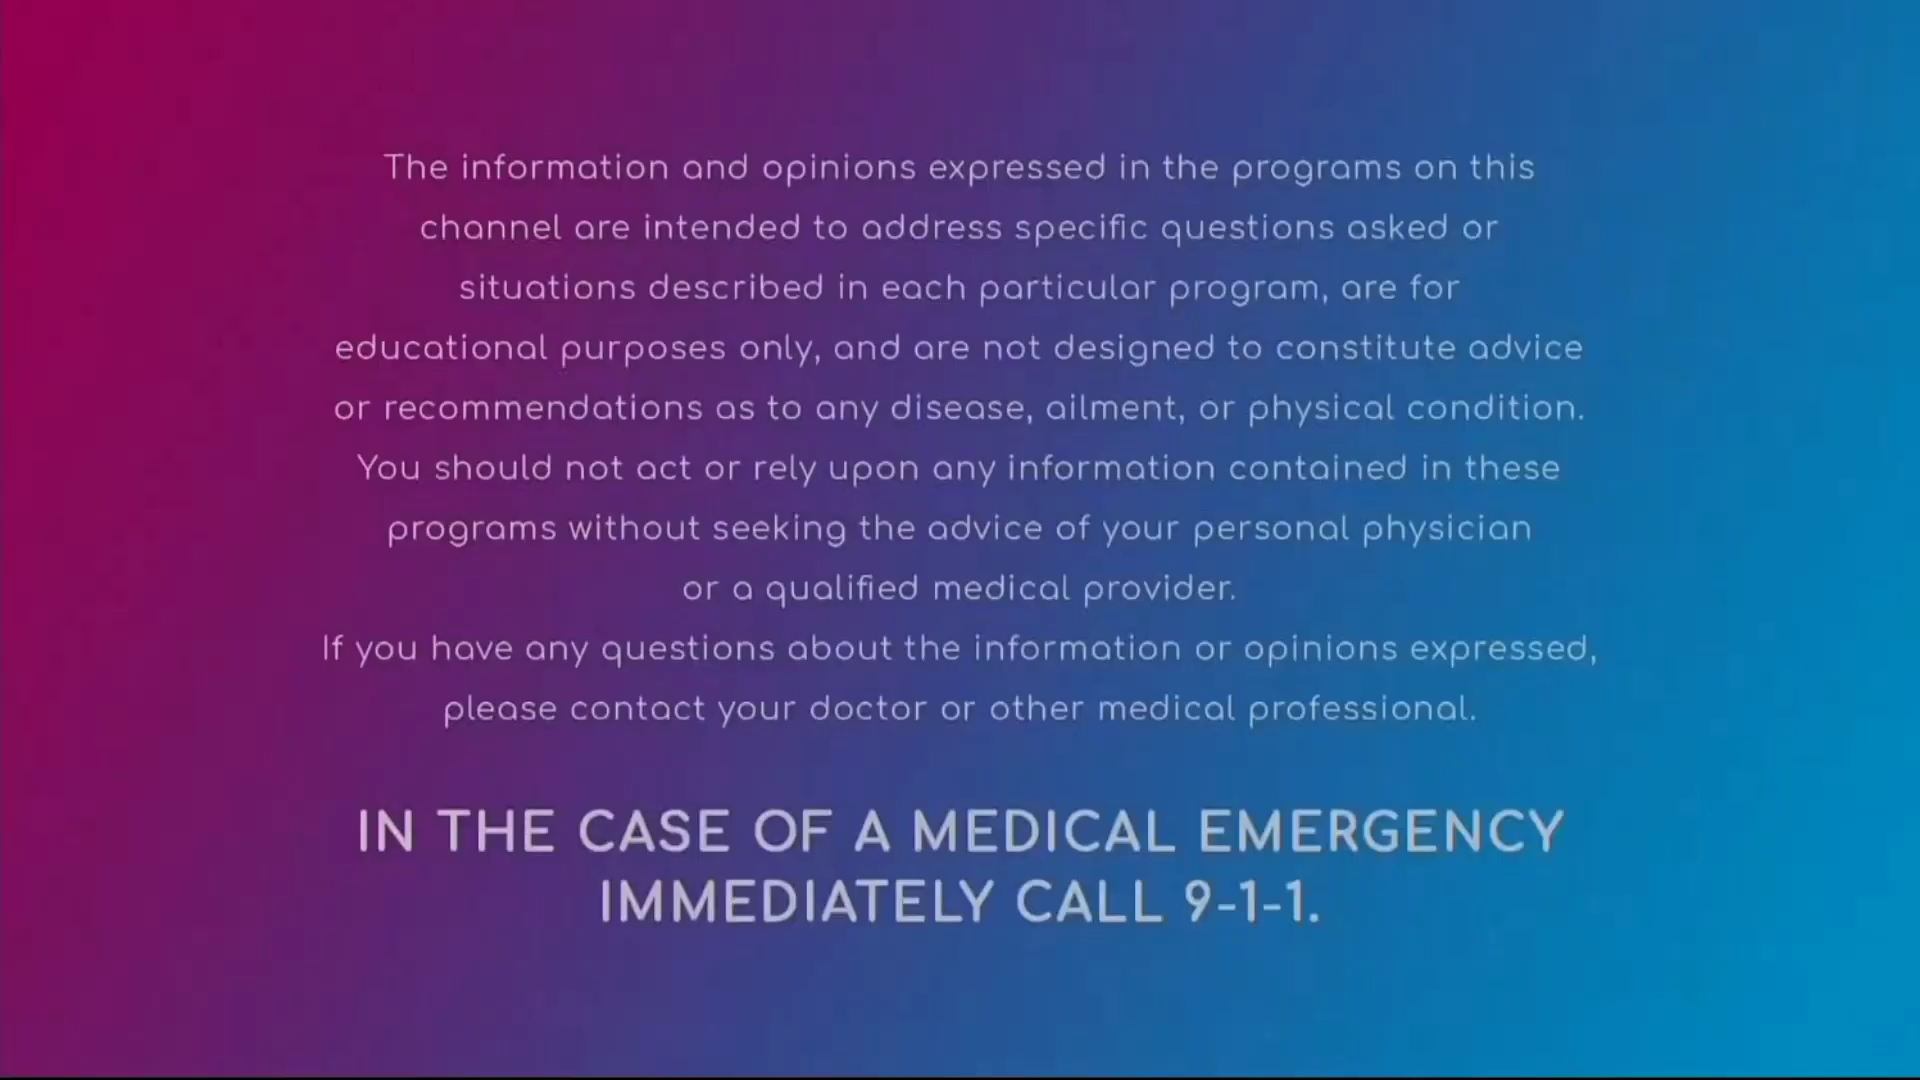 The information and opinions expressed in the programs on this
channel are intended to address specific questions asked or
situations described in each particular program, are for
educational purposes only, and are not designed to constitute advice
or recommendations as to any disease, ailment, or physical condition.
You should not act or rely upon any information contained in these
programs without seeking the advice of your personal physician
or a qualified medical provider.
If you have any questions about the information or opinions expressed,
please contact your doctor or other medical professional.
IN THE CASE OF A MEDICAL EMERGENCY
IMMEDIATELY CALL 9-1-1.